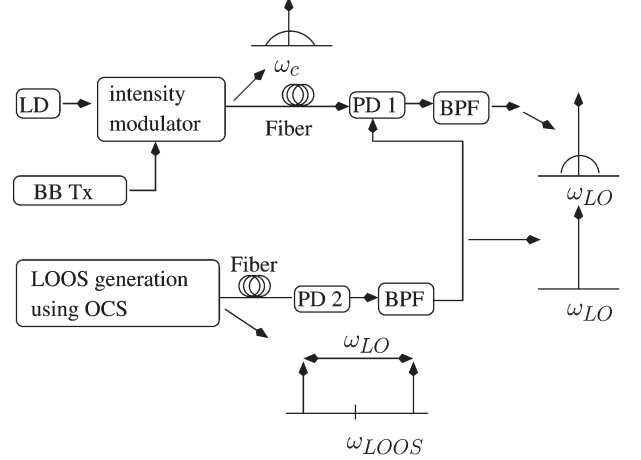 ω_c
LD
intensity
modulator
Fiber
PD 1
BPF
BB Tx
ω_LO
LOOS generation
using OCS
Fiber
PD 2
BPF
ω_LO
ω_LO
ω_LOOS